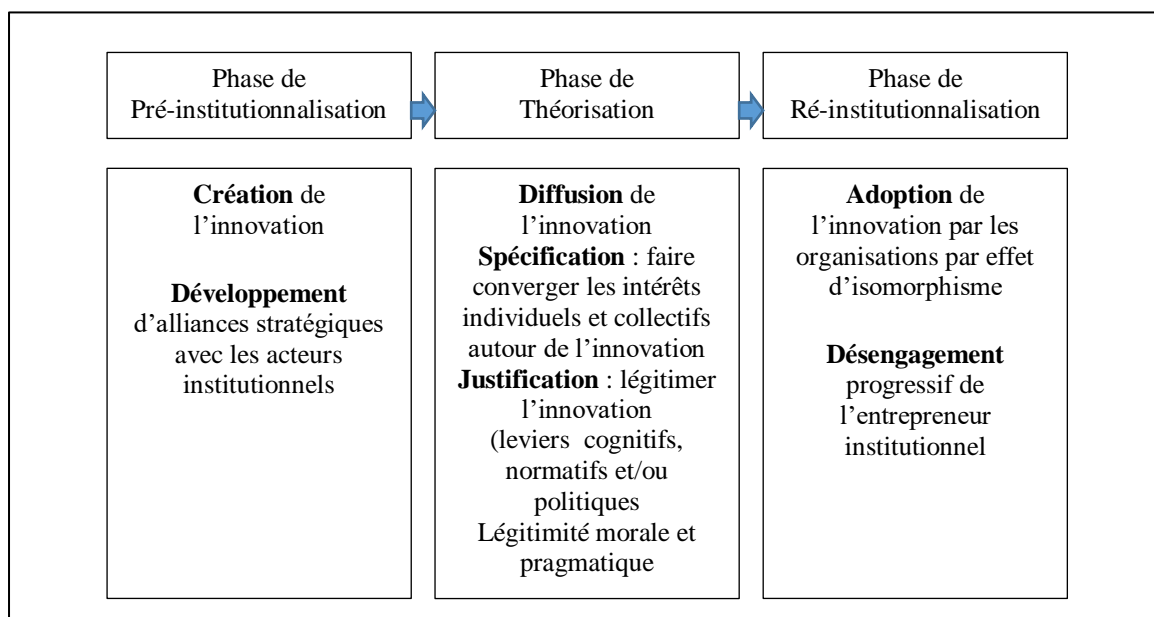 Phase de
Pré-institutionnalisation
Phase de
Théorisation
Phase de
Ré-institutionnalisation
Création de
l’innovation
Développement
d’alliances stratégiques
avec les acteurs
institutionnels
Diffusion de
l’innovation
Spécification : faire
converger les intérêts
individuels et collectifs
autour de l’innovation
Justification : légitimer
l’innovation
(leviers cognitifs,
normatifs et/ou
politiques
Légitimité morale et
pragmatique
Adoption de
l’innovation par les
organisations par effet
d’isomorphisme
Désengagement
progressif de
l’entrepreneur
institutionnel